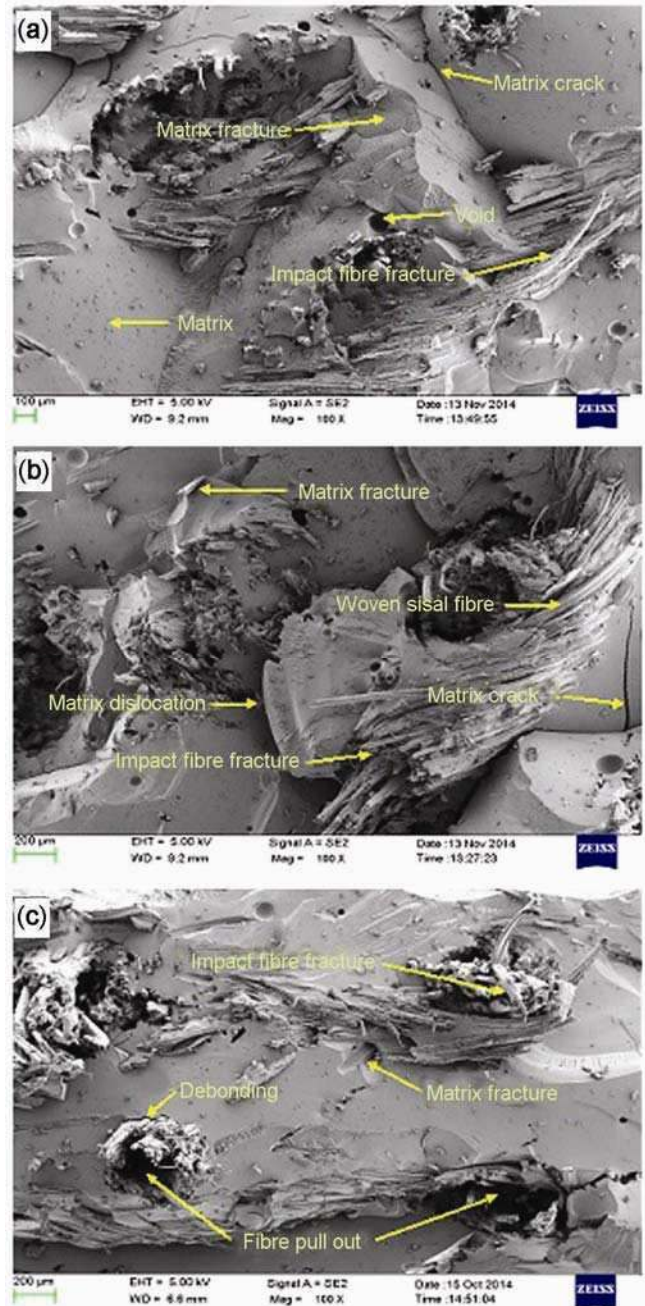 (a)
Matrix crack
Matrix fracture
Void
Impact fibre fracture
Matrix
100 µm
EHT = 5.00 kV
Signal A = SE2
Date :13 Nov 2014
WD = 9.2 mm
Mag = 100 X
Time :13:49:55
ZEISS
(b)
Matrix fracture
Woven sisal fibre
Matrix dislocation
Matrix crack
Impact fibre fracture
200 µm
EHT = 5.00 kV
Signal A = SE2
Date :13 Nov 2014
WD = 9.2 mm
Mag = 100 X
Time :13:27:23
ZEISS
(c)
Impact fibre fracture
Matrix fracture
Debonding
Fibre pull out
200 µm
EHT = 5.00 kV
Signal A = SE2
Date :15 Oct 2014
WD = 6.6 mm
Mag = 100 X
Time :14:51:04
ZEISS